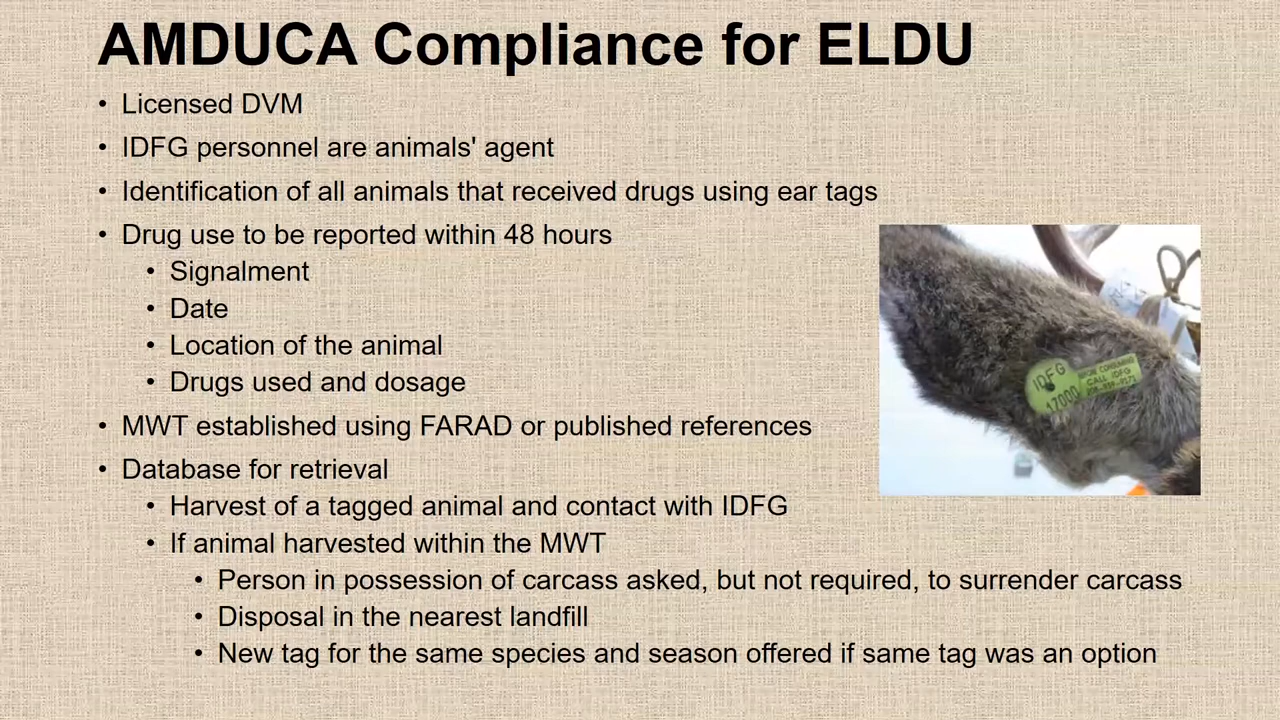 AMDUCA Compliance for ELDU
• Licensed DVM
• IDFG personnel are animals' agent
• Identification of all animals that received drugs using ear tags
• Drug use to be reported within 48 hours
• Signalment
• Date
• Location of the animal
• Drugs used and dosage
• MWT established using FARAD or published references
• Database for retrieval
• Harvest of a tagged animal and contact with IDFG
• If animal harvested within the MWT
• Person in possession of carcass asked, but not required, to surrender carcass
• Disposal in the nearest landfill
• New tag for the same species and season offered if same tag was an option
IDFG
17000
CALL IDFG